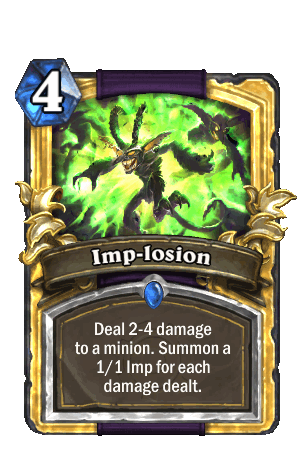 4
Imp-losion
Deal 2-4 damage
to a minion. Summon a
1/1 Imp for each
damage dealt.